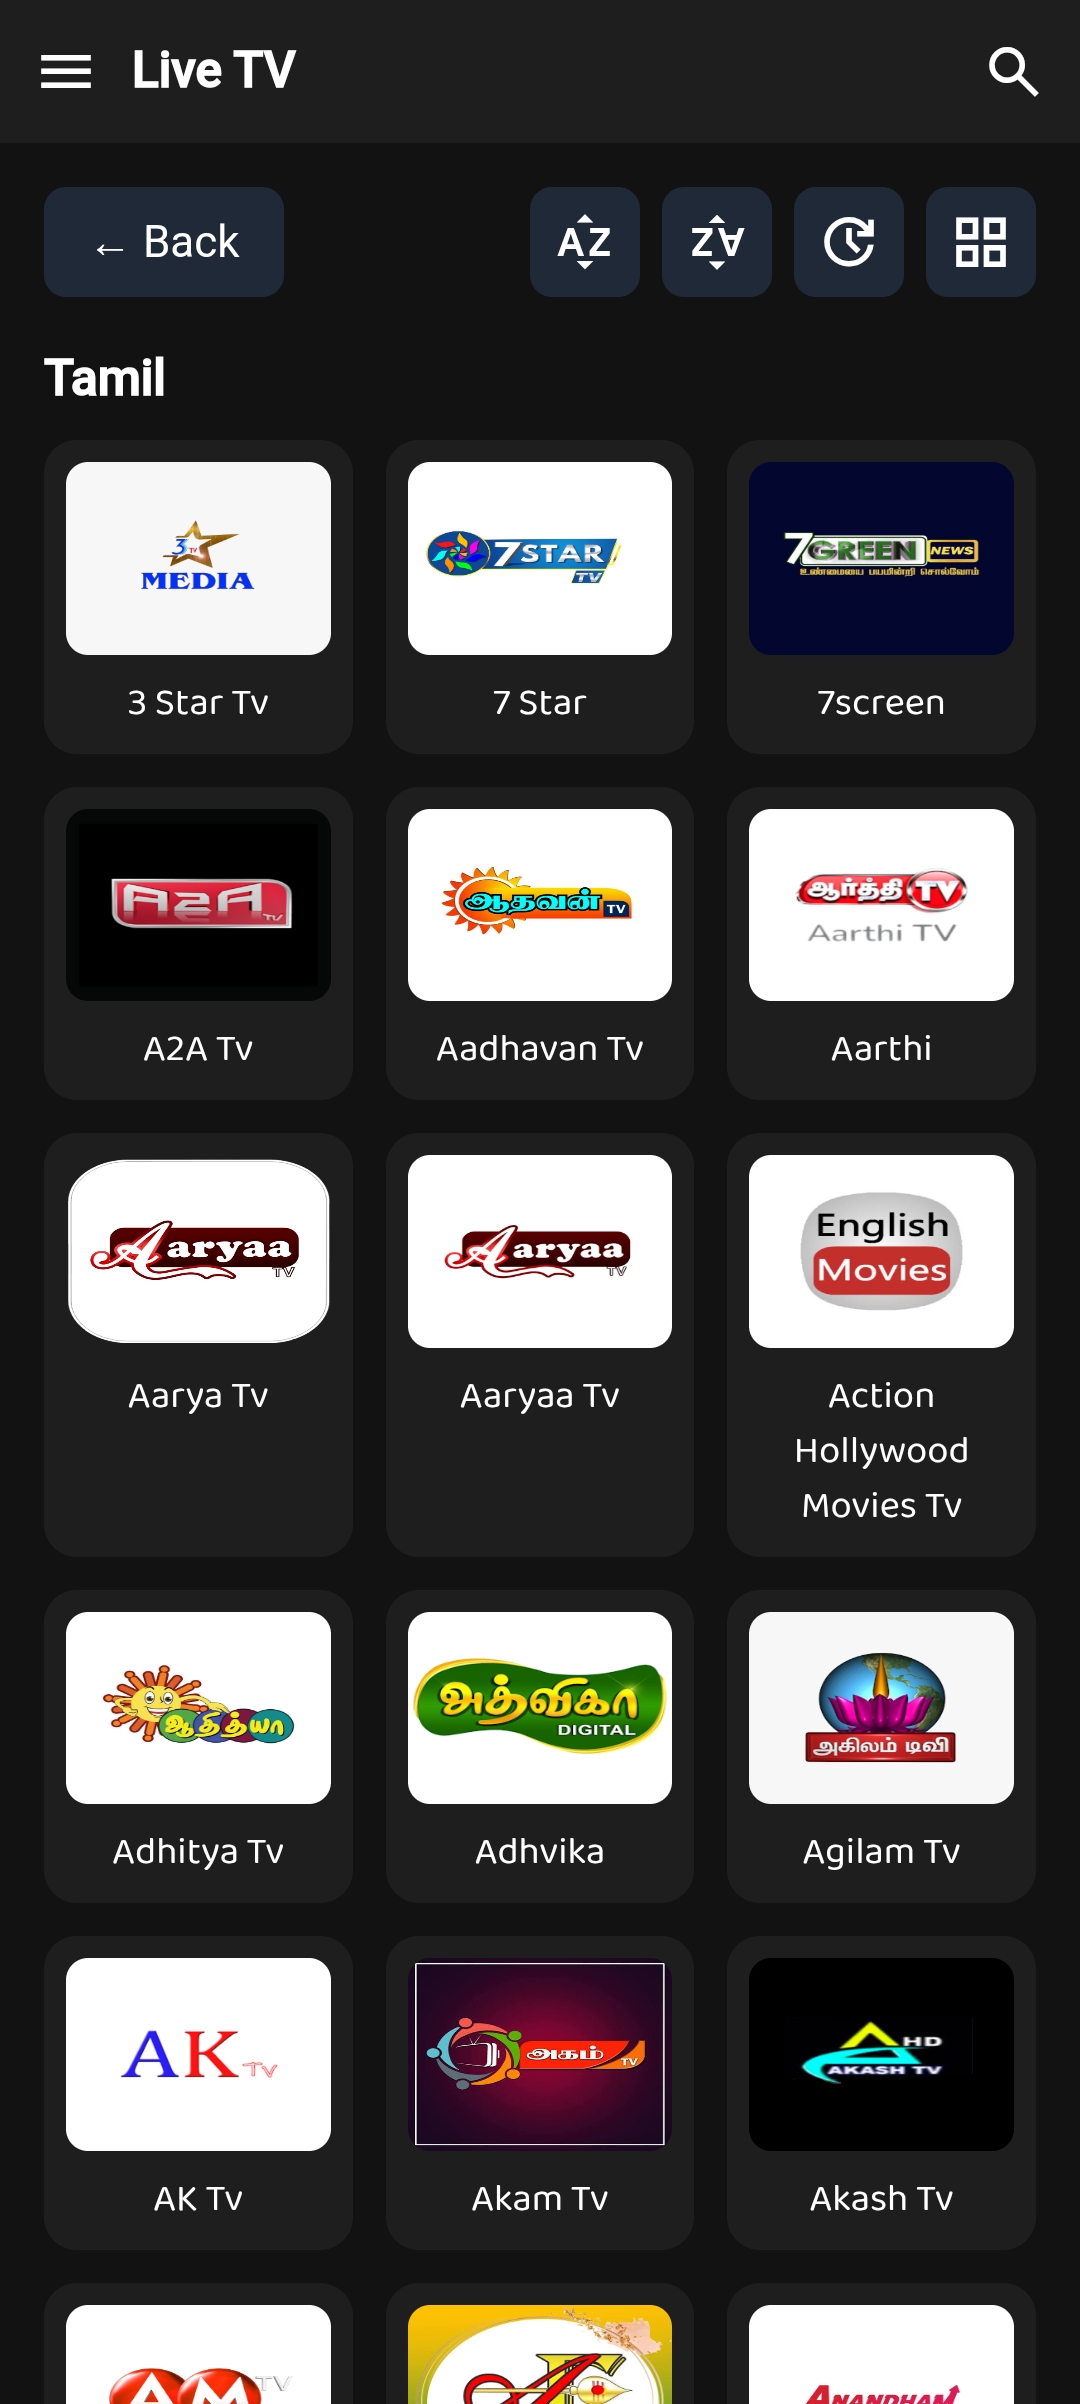 Live TV
← Back
AZ
ZA
Tamil
3 TV
MEDIA
7STAR
TV
7GREEN NEWS
உண்மையை பயமின்றி சொல்வோம்
3 Star Tv
7 Star
7screen
A2A TV
ஆதவன் TV
ஆர்த்தி TV
Aarthi TV
A2A Tv
Aadhavan Tv
Aarthi
Aaryaa
TV
Aaryaa
TV
English
Movies
Aarya Tv
Aaryaa Tv
Action
Hollywood
Movies Tv
ஆதித்யா
அத்விகா
DIGITAL
அகிலம் டிவி
Adhitya Tv
Adhvika
Agilam Tv
AK Tv
அகம் TV
HD
AKASH TV
AK Tv
Akam Tv
Akash Tv
AM TV
ANANDHAM